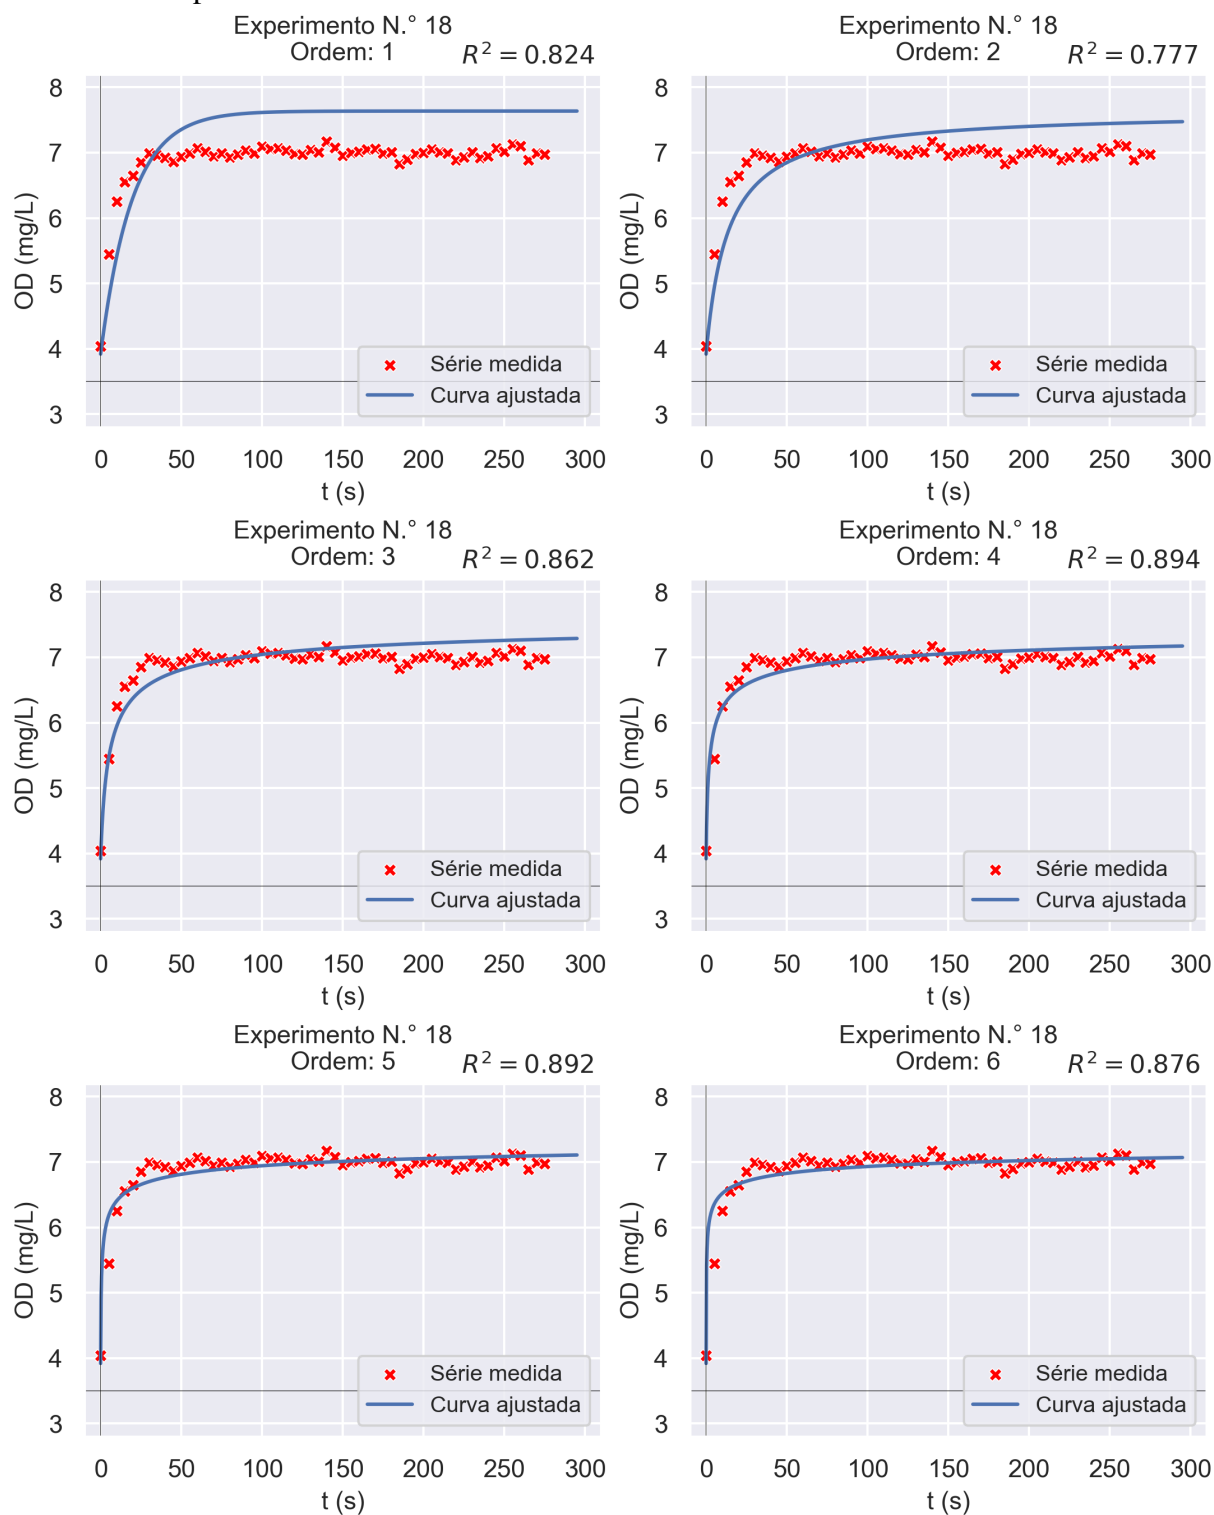 Experimento N.° 18
Ordem: 1 R² = 0.824
8
7
6
5
4
3
OD (mg/L)
Série medida
Curva ajustada
0 50 100 150 200 250 300
t (s)
Experimento N.° 18
Ordem: 2 R² = 0.777
8
7
6
5
4
3
OD (mg/L)
Série medida
Curva ajustada
0 50 100 150 200 250 300
t (s)
Experimento N.° 18
Ordem: 3 R² = 0.862
8
7
6
5
4
3
OD (mg/L)
Série medida
Curva ajustada
0 50 100 150 200 250 300
t (s)
Experimento N.° 18
Ordem: 4 R² = 0.894
8
7
6
5
4
3
OD (mg/L)
Série medida
Curva ajustada
0 50 100 150 200 250 300
t (s)
Experimento N.° 18
Ordem: 5 R² = 0.892
8
7
6
5
4
3
OD (mg/L)
Série medida
Curva ajustada
0 50 100 150 200 250 300
t (s)
Experimento N.° 18
Ordem: 6 R² = 0.876
8
7
6
5
4
3
OD (mg/L)
Série medida
Curva ajustada
0 50 100 150 200 250 300
t (s)